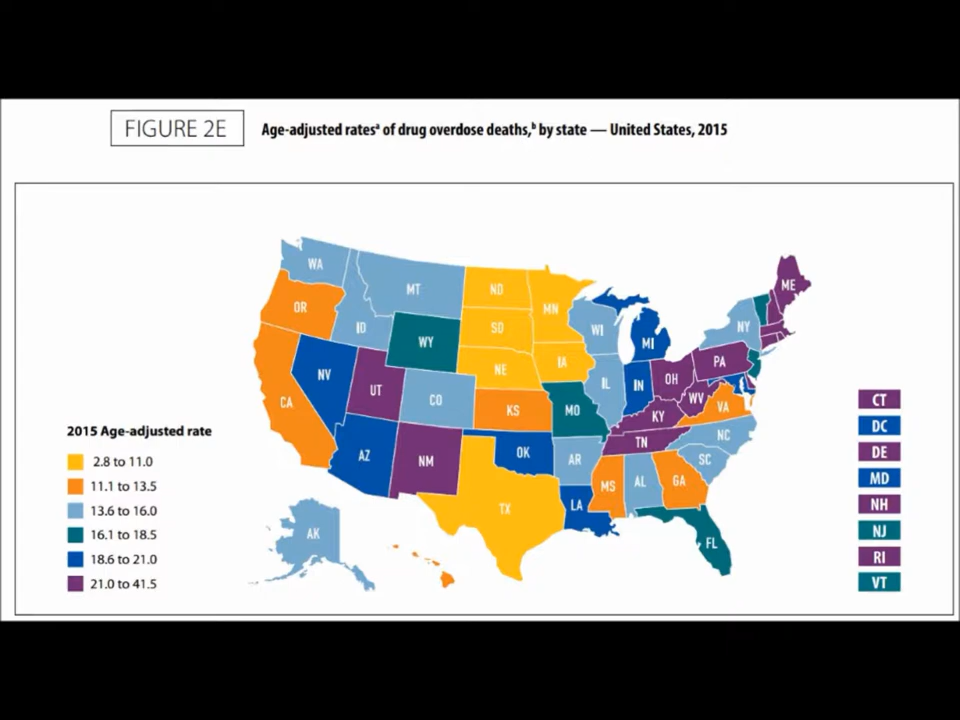 FIGURE 2E
Age-adjusted ratesᵃ of drug overdose deaths,ᵇ by state — United States, 2015
WA
MT
ND
MN
ME
OR
ID
SD
WI
NY
WY
MI
NV
UT
CO
NE
IA
IL
IN
OH
PA
CA
KS
MO
KY
WV
VA
TN
NC
AZ
NM
OK
AR
SC
TX
LA
MS
AL
GA
AK
FL
2015 Age-adjusted rate
2.8 to 11.0
11.1 to 13.5
13.6 to 16.0
16.1 to 18.5
18.6 to 21.0
21.0 to 41.5
CT
DC
DE
MD
NH
NJ
RI
VT